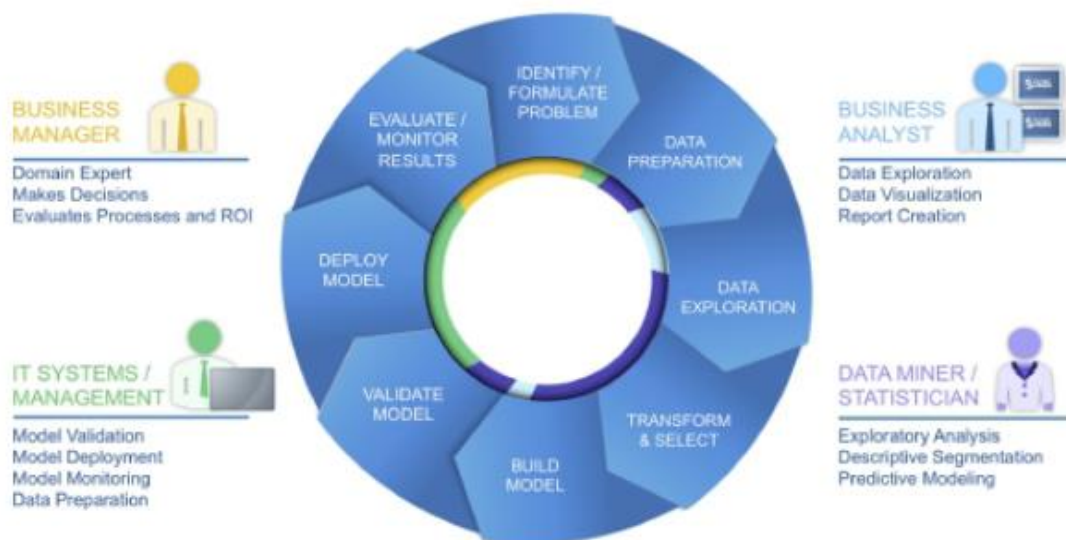 BUSINESS
MANAGER
Domain Expert
Makes Decisions
Evaluates Processes and ROI
IDENTIFY /
FORMULATE
PROBLEM
DATA
PREPARATION
DATA
EXPLORATION
TRANSFORM
& SELECT
BUILD
MODEL
VALIDATE
MODEL
DEPLOY
MODEL
EVALUATE /
MONITOR
RESULTS
BUSINESS
ANALYST
Data Exploration
Data Visualization
Report Creation
IT SYSTEMS /
MANAGEMENT
Model Validation
Model Deployment
Model Monitoring
Data Preparation
DATA MINER /
STATISTICIAN
Exploratory Analysis
Descriptive Segmentation
Predictive Modeling